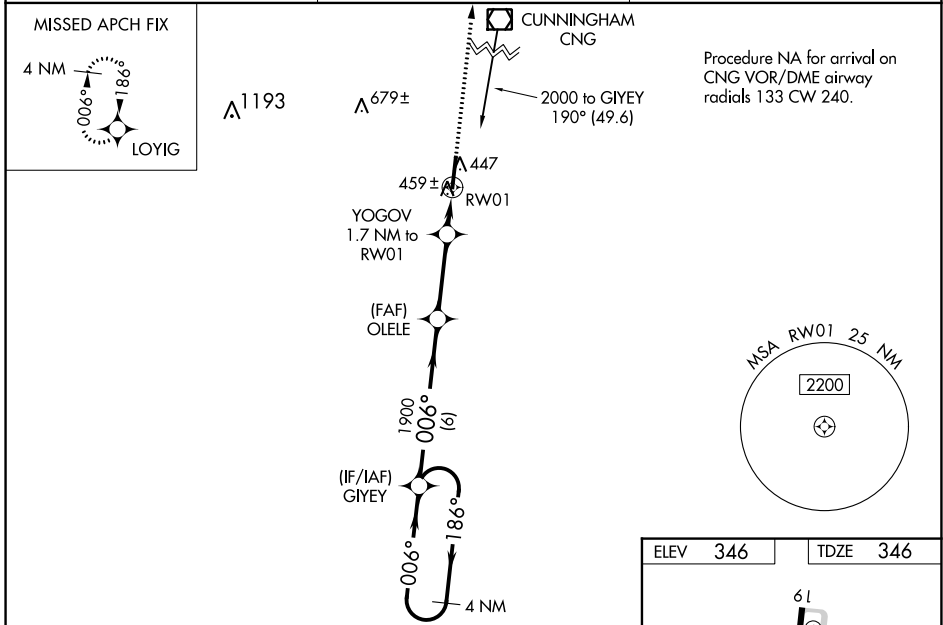 MISSED APCH FIX
4 NM
006°
186°
LOYIG
1193
679±
CUNNINGHAM
CNG
2000 to GIYEY
190° (49.6)
Procedure NA for arrival on
CNG VOR/DME airway
radials 133 CW 240.
447
459±
RW01
YOGOV
1.7 NM to
RW01
(FAF)
OLELE
1900
006°
(6)
(IF/IAF)
GIYEY
186°
006°
4 NM
MSA RW01 25 NM
2200
ELEV 346
TDZE 346
19